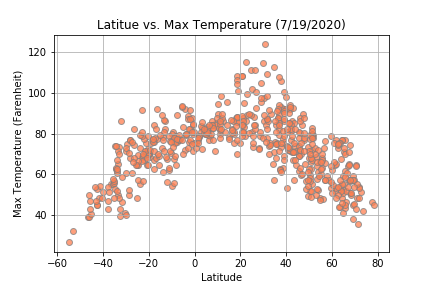 Latitue vs. Max Temperature (7/19/2020)
120
100
80
60
40
Max Temperature (Farenheit)
−60 −40 −20 0 20 40 60 80
Latitude